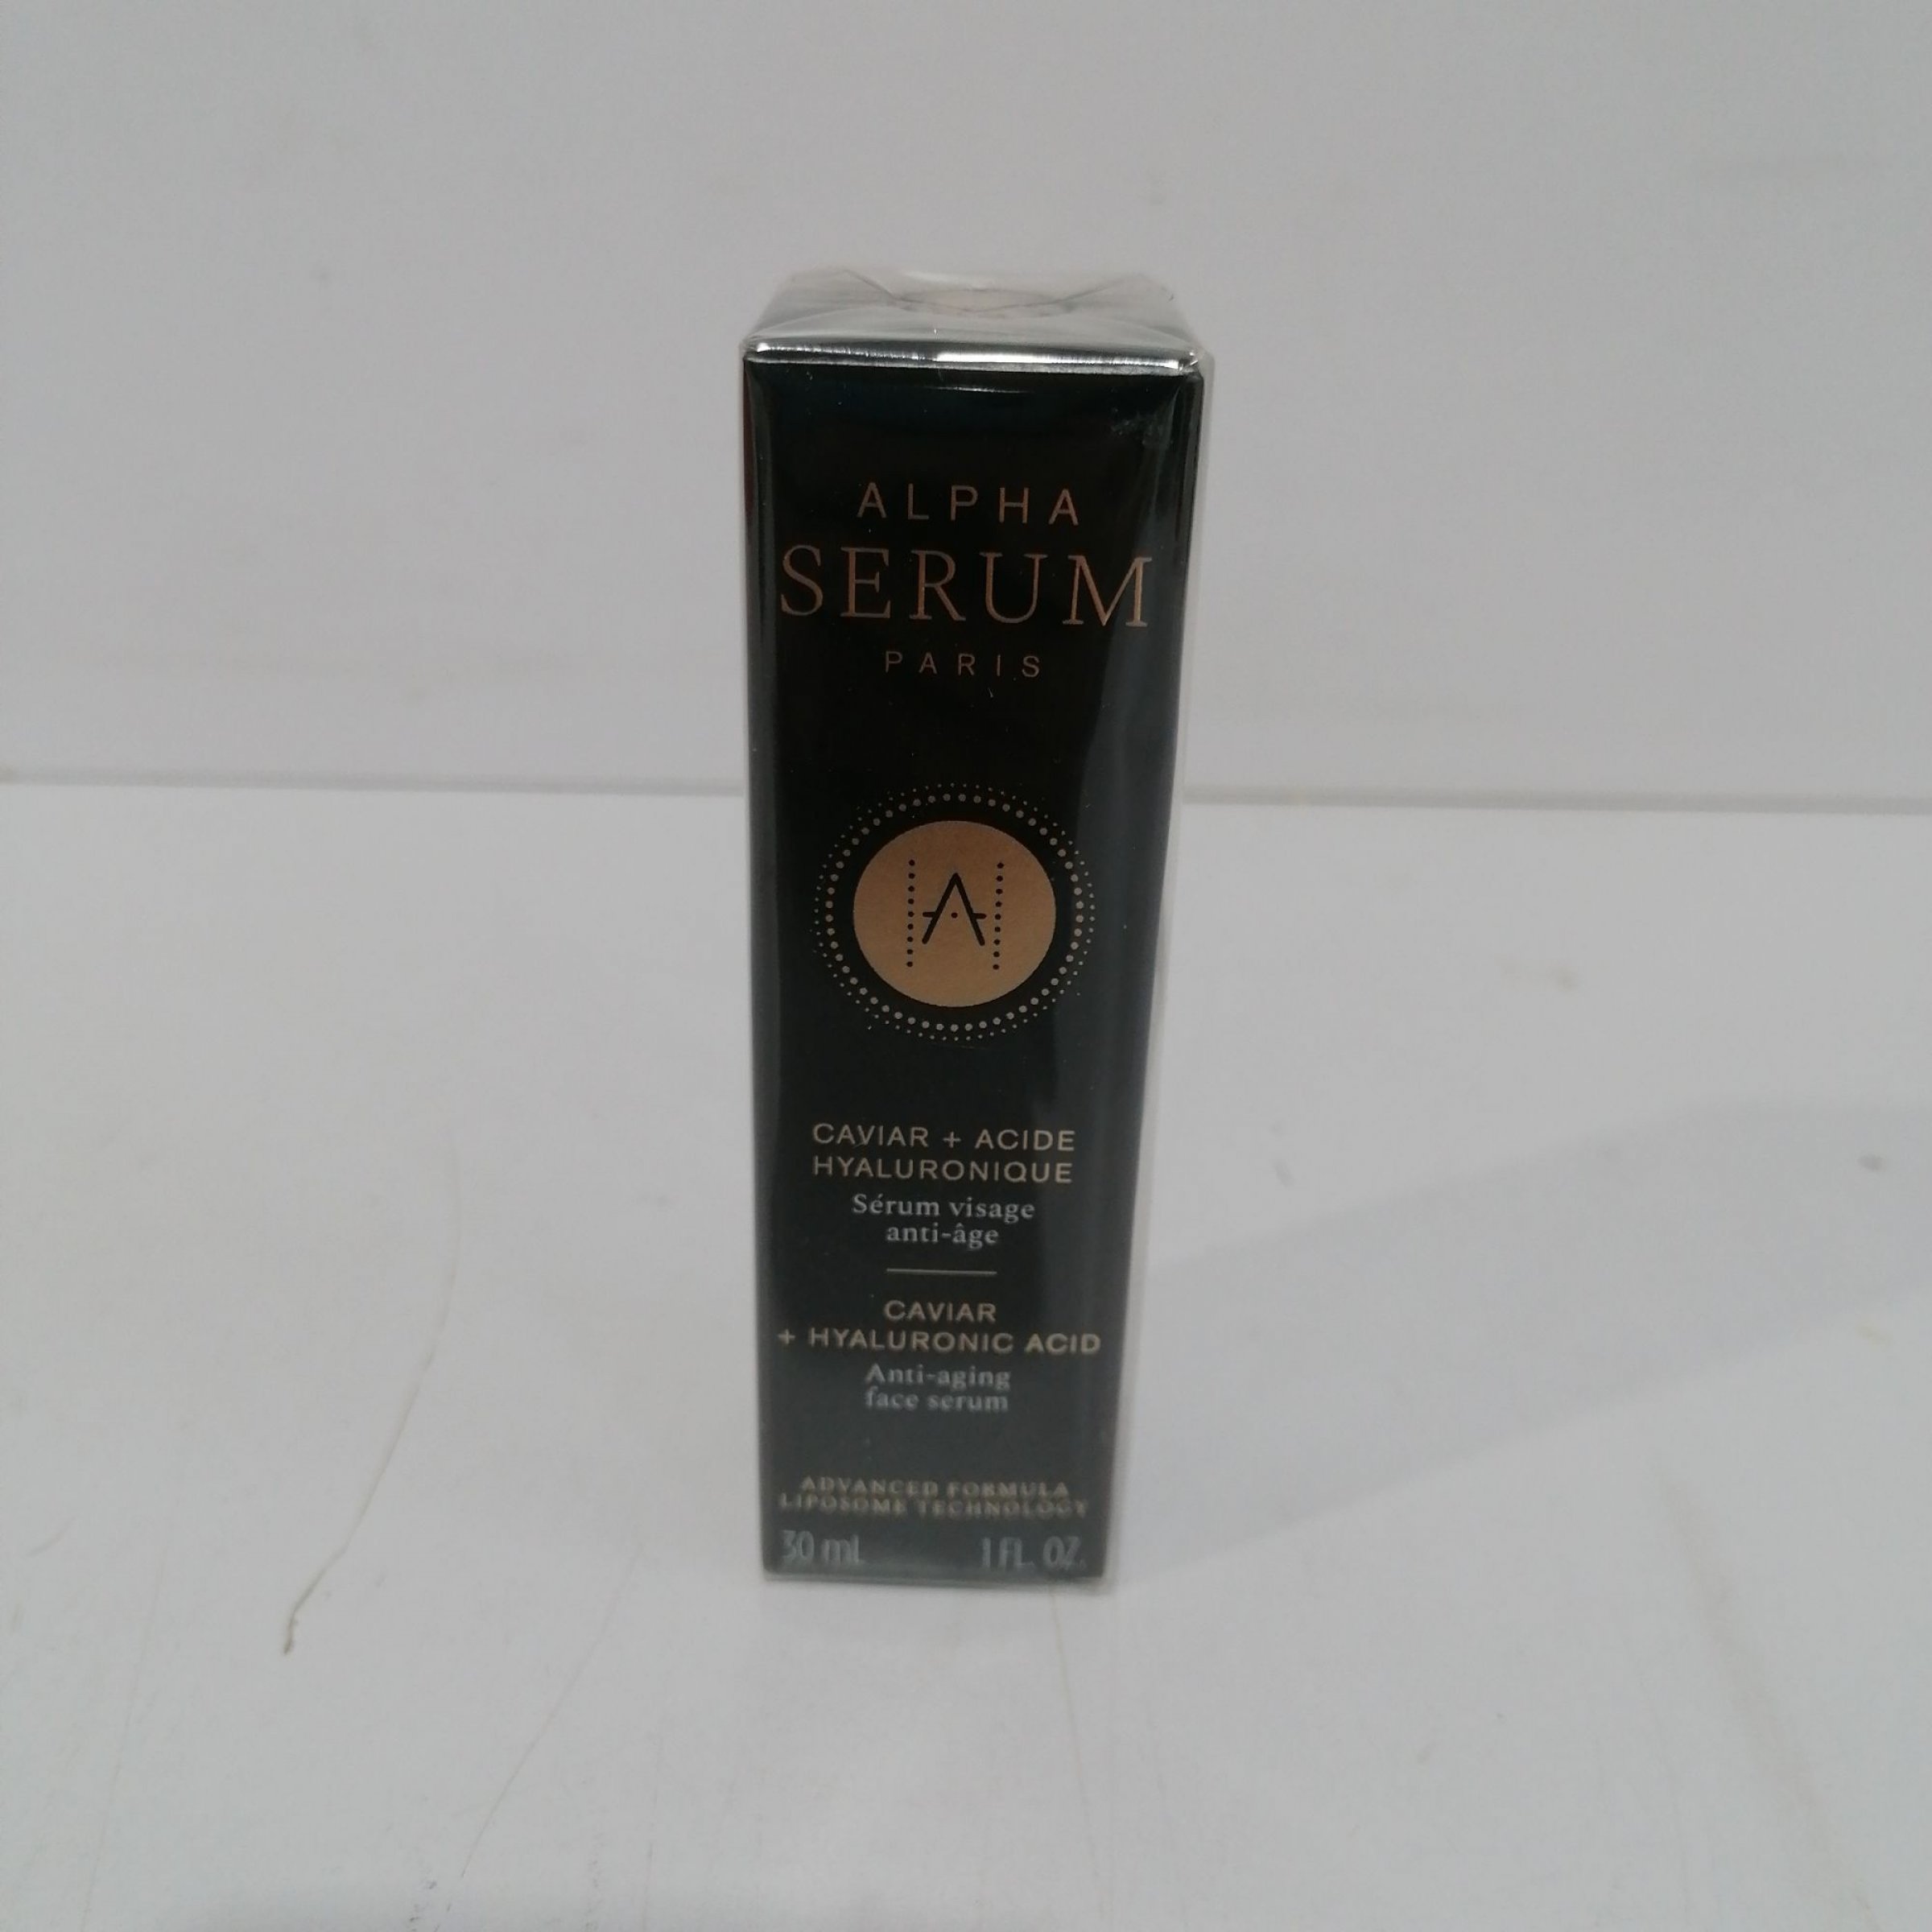 ALPHA
SERUM
PARIS
HA
CAVIAR + ACIDE
HYALURONIQUE
Sérum visage
anti-âge
CAVIAR
+ HYALURONIC ACID
Anti-aging
face serum
ADVANCED FORMULA
LIPOSOME TECHNOLOGY
30 mL 1 FL. OZ.